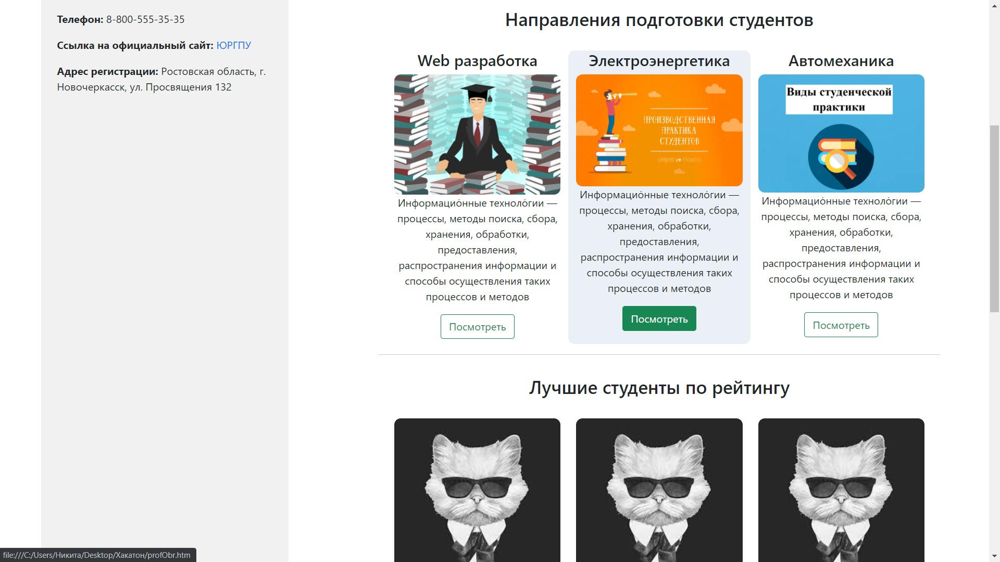 Телефон: 8-800-555-35-35
Ссылка на официальный сайт: ЮРГПУ
Адрес регистрации: Ростовская область, г.
Новочеркасск, ул. Просвящения 132
Направления подготовки студентов
Web разработка
Информацио́нные техноло́гии —
процессы, методы поиска, сбора,
хранения, обработки,
предоставления,
распространения информации и
способы осуществления таких
процессов и методов
Посмотреть
Электроэнергетика
ПРОИЗВОДСТВЕННАЯ
ПРАКТИКА
СТУДЕНТОВ
Информацио́нные техноло́гии —
процессы, методы поиска, сбора,
хранения, обработки,
предоставления,
распространения информации и
способы осуществления таких
процессов и методов
Посмотреть
Автомеханика
Виды студенческой
практики
Информацио́нные техноло́гии —
процессы, методы поиска, сбора,
хранения, обработки,
предоставления,
распространения информации и
способы осуществления таких
процессов и методов
Посмотреть
Лучшие студенты по рейтингу
file:///C:/Users/Никита/Desktop/Хакатон/profObr.htm